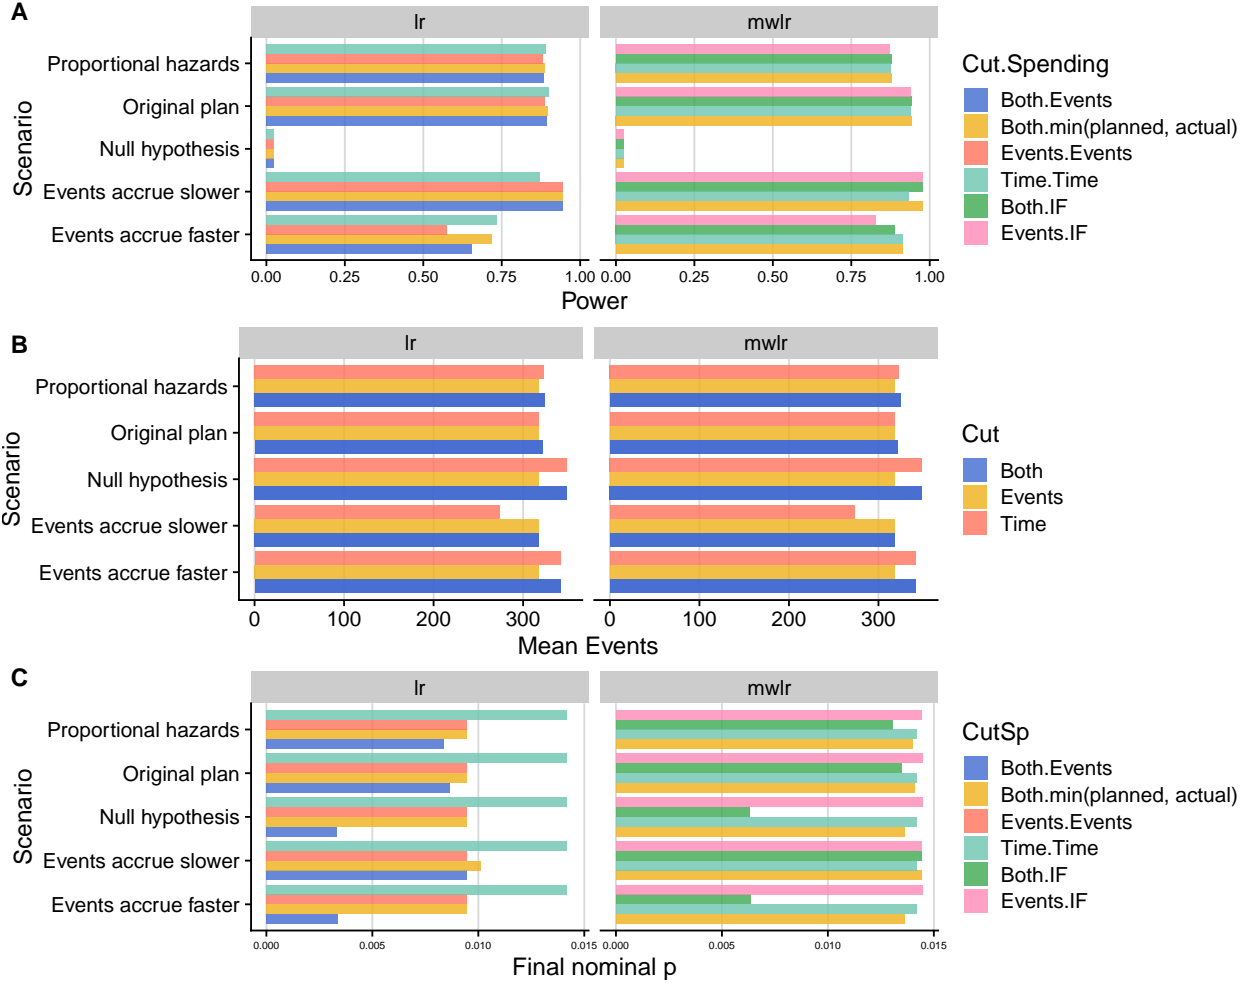 A
lr
mwlr
Scenario
Proportional hazards
Original plan
Null hypothesis
Events accrue slower
Events accrue faster
0.00 0.25 0.50 0.75 1.00
0.00 0.25 0.50 0.75 1.00
Power
Cut.Spending
Both.Events
Both.min(planned, actual)
Events.Events
Time.Time
Both.IF
Events.IF
B
lr
mwlr
Scenario
Proportional hazards
Original plan
Null hypothesis
Events accrue slower
Events accrue faster
0 100 200 300
0 100 200 300
Mean Events
Cut
Both
Events
Time
C
lr
mwlr
Scenario
Proportional hazards
Original plan
Null hypothesis
Events accrue slower
Events accrue faster
0.000 0.005 0.010 0.015
0.000 0.005 0.010 0.015
Final nominal p
CutSp
Both.Events
Both.min(planned, actual)
Events.Events
Time.Time
Both.IF
Events.IF